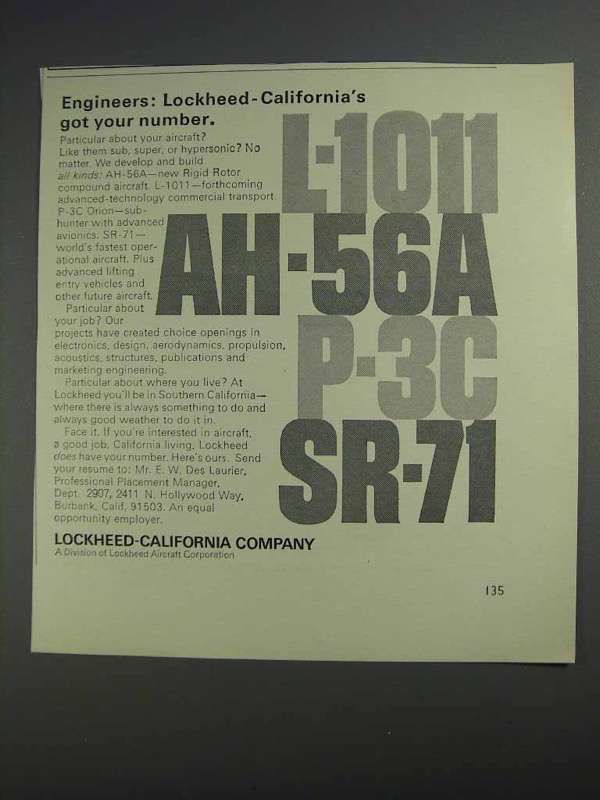 Engineers: Lockheed-California's
got your number.
Particular about your aircraft?
Like them sub, super, or hypersonic? No
matter. We develop and build
all kinds: AH-56A—new Rigid Rotor
compound aircraft. L-1011—forthcoming
advanced-technology commercial transport.
P-3C Orion—sub-
hunter with advanced
avionics. SR-71—
world's fastest oper-
ational aircraft. Plus
advanced lifting
entry vehicles and
other future aircraft.
Particular about
your job? Our
projects have created choice openings in
electronics, design, aerodynamics, propulsion,
acoustics, structures, publications and
marketing engineering.
Particular about where you live? At
Lockheed you'll be in Southern California—
where there is always something to do and
always good weather to do it in.
Face it. If you're interested in aircraft,
a good job, California living, Lockheed
does have your number. Here's ours. Send
your resume to: Mr. E. W. Des Laurier,
Professional Placement Manager,
Dept. 2907, 2411 N. Hollywood Way,
Burbank, Calif. 91503. An equal
opportunity employer.
L-1011
AH-56A
P-3C
SR-71
LOCKHEED-CALIFORNIA COMPANY
A Division of Lockheed Aircraft Corporation
135